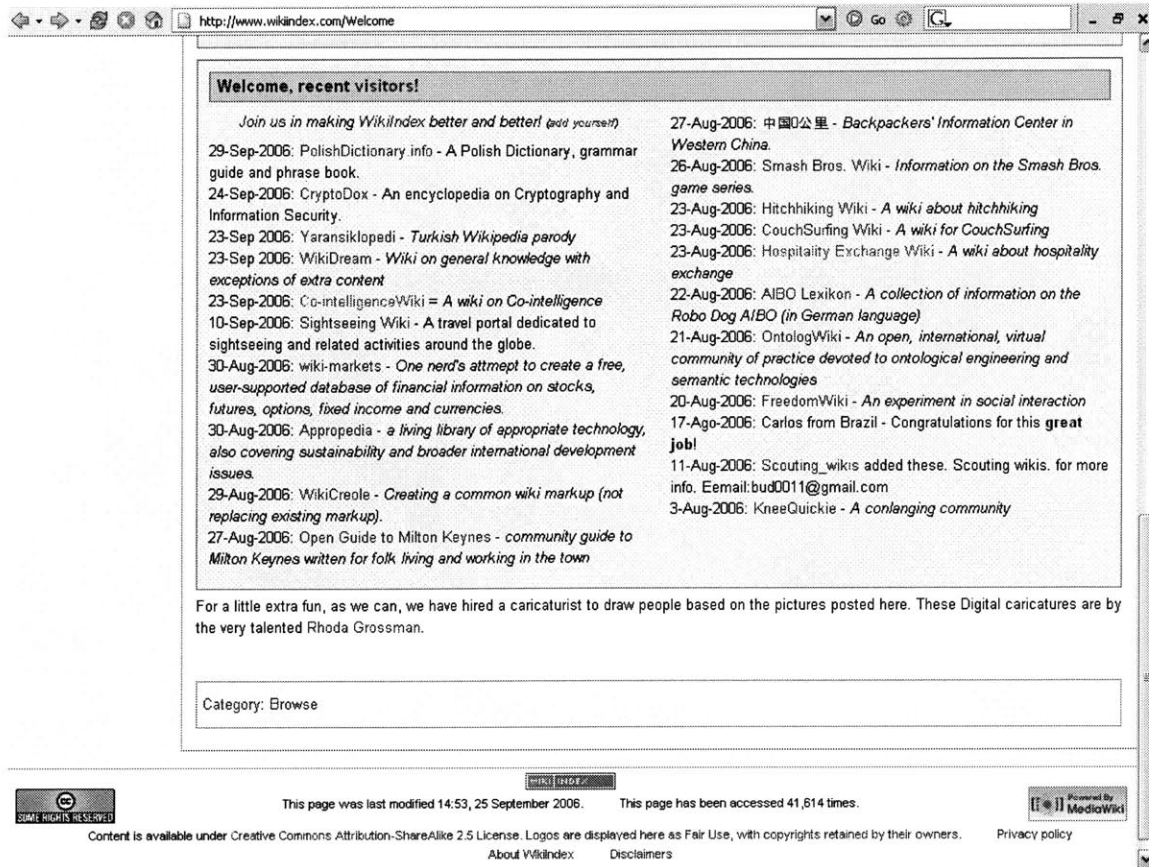 http://www.wikiindex.com/Welcome
Go
G
Welcome, recent visitors!
Join us in making WikiIndex better and better! (add yourself)
29-Sep-2006: PolishDictionary.info - A Polish Dictionary, grammar
guide and phrase book.
24-Sep-2006: CryptoDox - An encyclopedia on Cryptography and
Information Security.
23-Sep 2006: Yaransiklopedi - Turkish Wikipedia parody
23-Sep 2006: WikiDream - Wiki on general knowledge with
exceptions of extra content
23-Sep-2006: Co-intelligenceWiki = A wiki on Co-intelligence
10-Sep-2006: Sightseeing Wiki - A travel portal dedicated to
sightseeing and related activities around the globe.
30-Aug-2006: wiki-markets - One nerd's attmept to create a free,
user-supported database of financial information on stocks,
futures, options, fixed income and currencies.
30-Aug-2006: Appropedia - a living library of appropriate technology,
also covering sustainability and broader international development
issues.
29-Aug-2006: WikiCreole - Creating a common wiki markup (not
replacing existing markup).
27-Aug-2006: Open Guide to Milton Keynes - community guide to
Milton Keynes written for folk living and working in the town
27-Aug-2006: 中国0公里 - Backpackers' Information Center in
Western China.
26-Aug-2006: Smash Bros. Wiki - Information on the Smash Bros.
game series.
23-Aug-2006: Hitchhiking Wiki - A wiki about hitchhiking
23-Aug-2006: CouchSurfing Wiki - A wiki for CouchSurfing
23-Aug-2006: Hospitality Exchange Wiki - A wiki about hospitality
exchange
22-Aug-2006: AIBO Lexikon - A collection of information on the
Robo Dog AIBO (in German language)
21-Aug-2006: OntologWiki - An open, international, virtual
community of practice devoted to ontological engineering and
semantic technologies
20-Aug-2006: FreedomWiki - An experiment in social interaction
17-Ago-2006: Carlos from Brazil - Congratulations for this great
job!
11-Aug-2006: Scouting_wikis added these. Scouting wikis. for more
info. Eemail:bud0011@gmail.com
3-Aug-2006: KneeQuickie - A conlanging community
For a little extra fun, as we can, we have hired a caricaturist to draw people based on the pictures posted here. These Digital caricatures are by
the very talented Rhoda Grossman.
Category: Browse
WIKI INDEX
cc
SOME RIGHTS RESERVED
This page was last modified 14:53, 25 September 2006. This page has been accessed 41,614 times.
Powered By
MediaWiki
Content is available under Creative Commons Attribution-ShareAlike 2.5 License. Logos are displayed here as Fair Use, with copyrights retained by their owners. Privacy policy
About WikiIndex Disclaimers